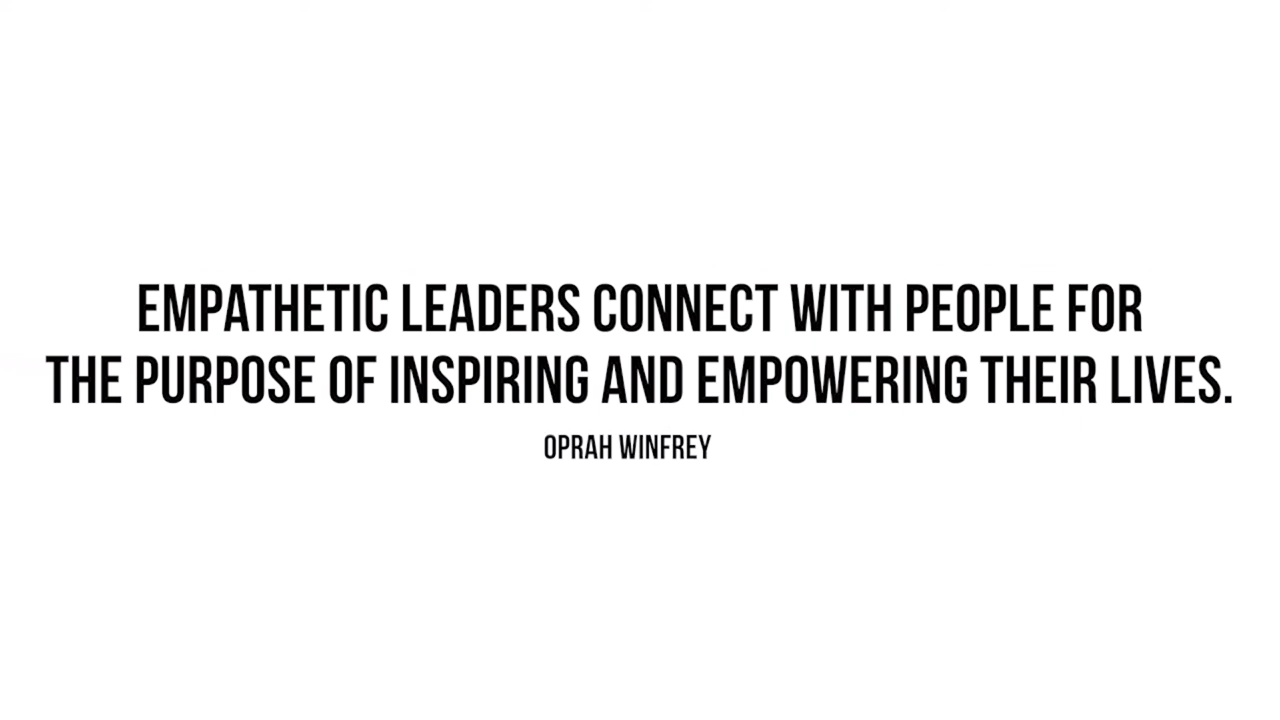 EMPATHETIC LEADERS CONNECT WITH PEOPLE FOR
THE PURPOSE OF INSPIRING AND EMPOWERING THEIR LIVES.
OPRAH WINFREY